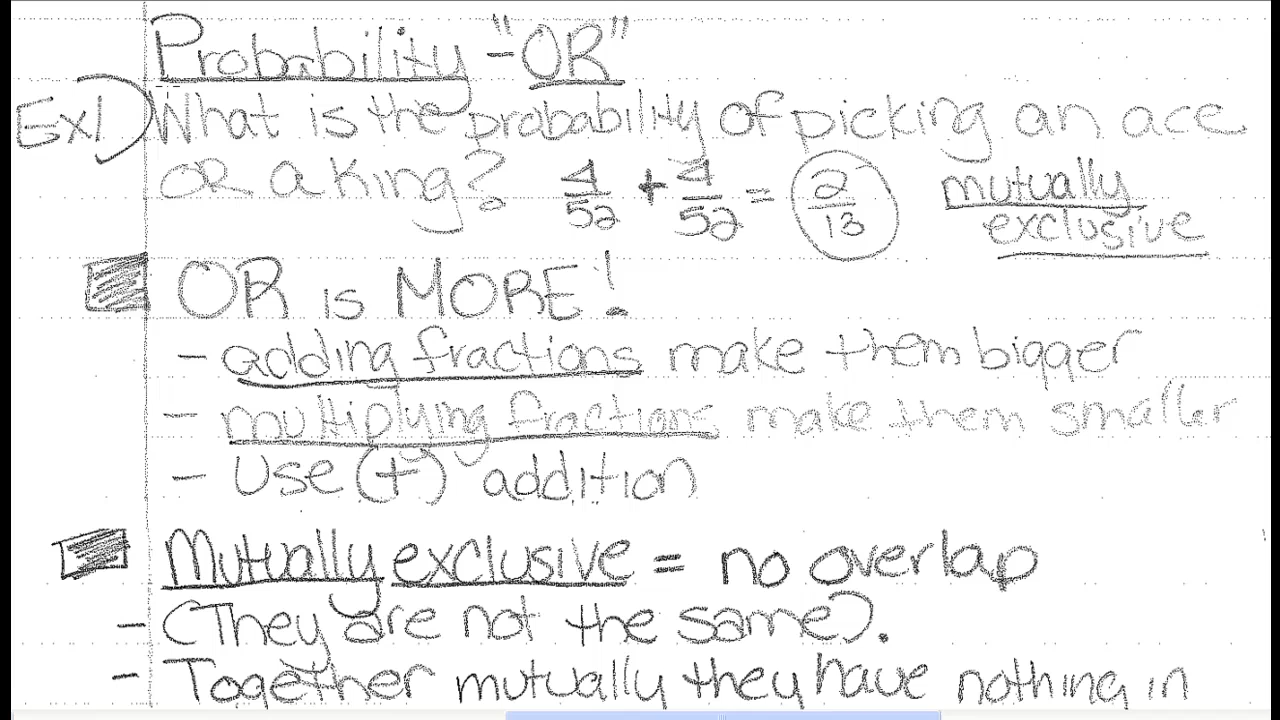 Probability - "OR"
Ex1) What is the probability of picking an ace
OR a king? 4/52 + 4/52 = 2/13 mutually
exclusive
OR is MORE!
- adding fractions make them bigger
- multiplying fractions make them smaller
- Use (+) addition
Mutually exclusive = no overlap
- (They are not the same).
- Together mutually they have nothing in